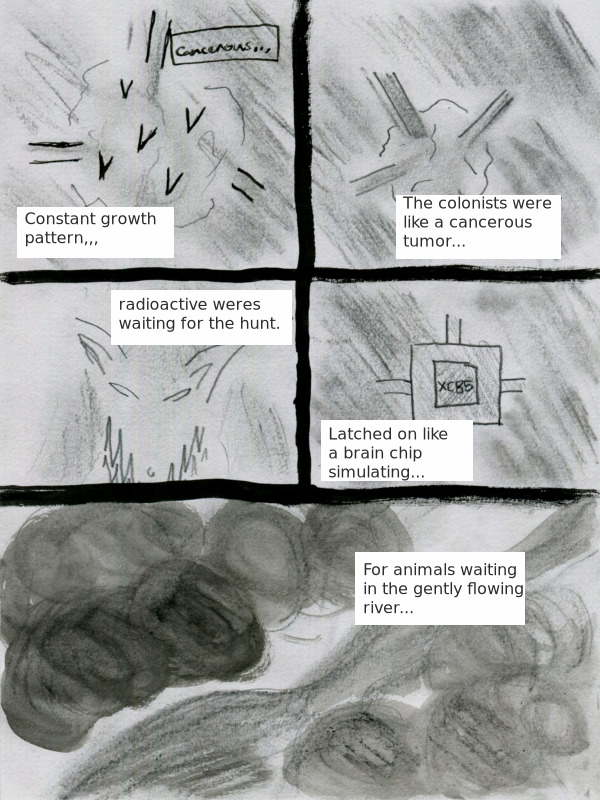 Cancerous,,,
Constant growth
pattern,,,
The colonists were
like a cancerous
tumor...
radioactive weres
waiting for the hunt.
XC85
Latched on like
a brain chip
simulating...
For animals waiting
in the gently flowing
river...